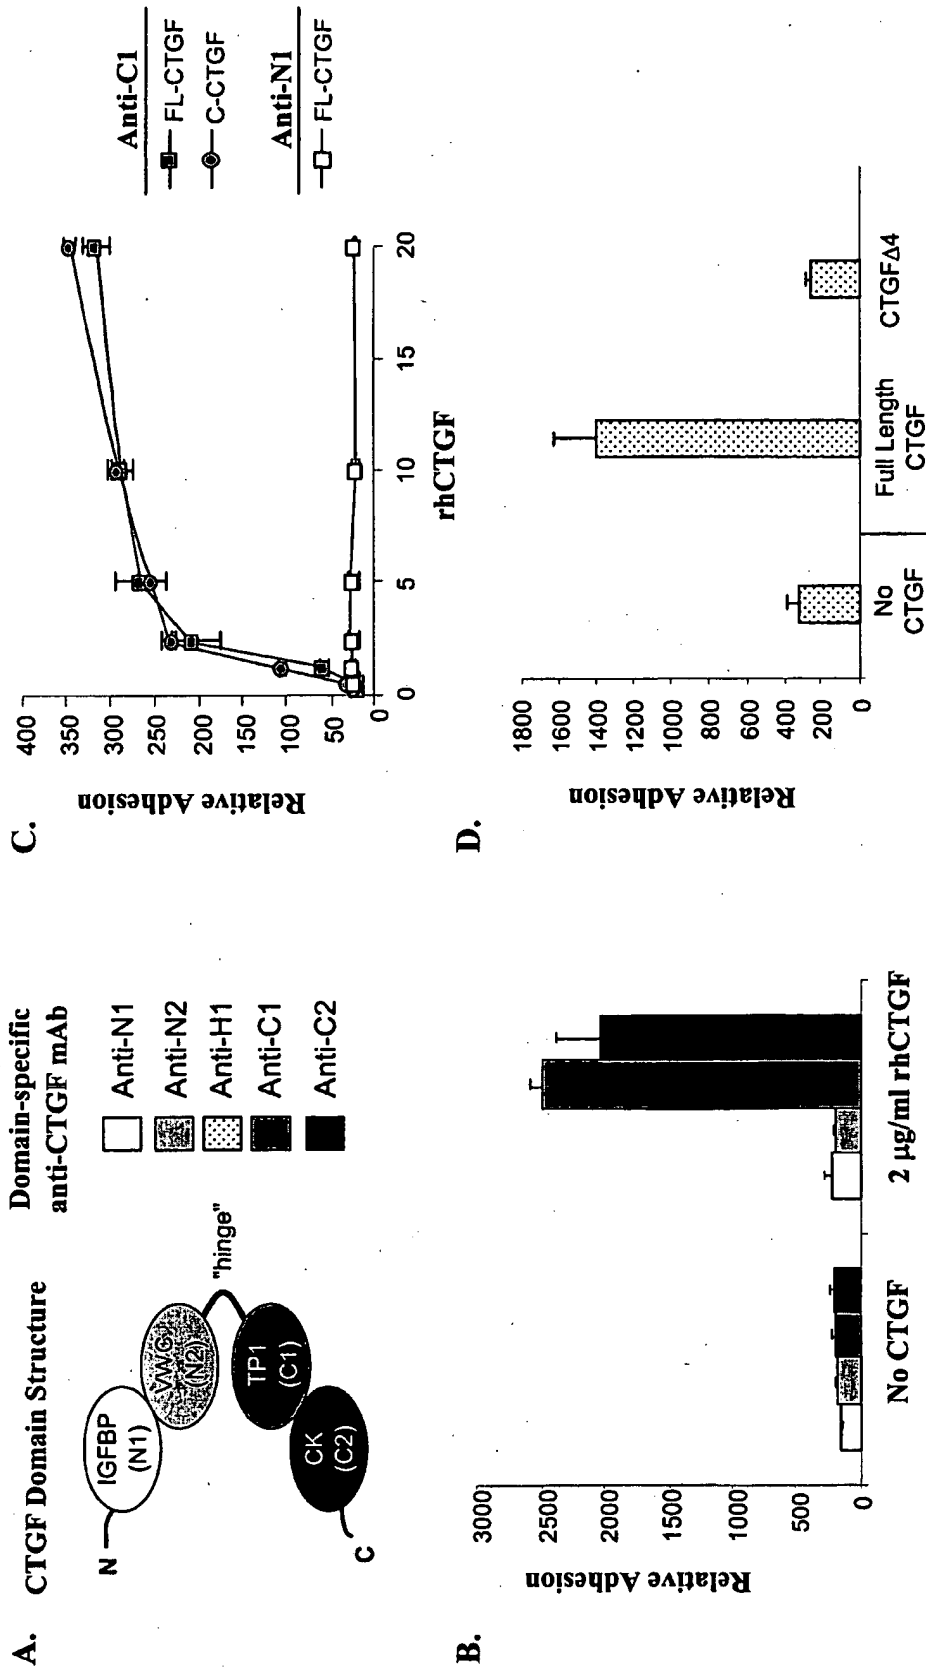 A. CTGF Domain Structure
N
IGFBP
(N1)
VWC
(N2)
"hinge"
TP1
(C1)
CK
(C2)
C
Domain-specific
anti-CTGF mAb
Anti-N1
Anti-N2
Anti-H1
Anti-C1
Anti-C2
B.
Relative Adhesion
3000
2500
2000
1500
1000
500
0
No CTGF
2 µg/ml rhCTGF
C.
Relative Adhesion
400
350
300
250
200
150
100
50
0
0
5
10
15
20
rhCTGF
Anti-C1
FL-CTGF
C-CTGF
Anti-N1
FL-CTGF
D.
Relative Adhesion
1800
1600
1400
1200
1000
800
600
400
200
0
No
CTGF
Full Length
CTGF
CTGFΔ4